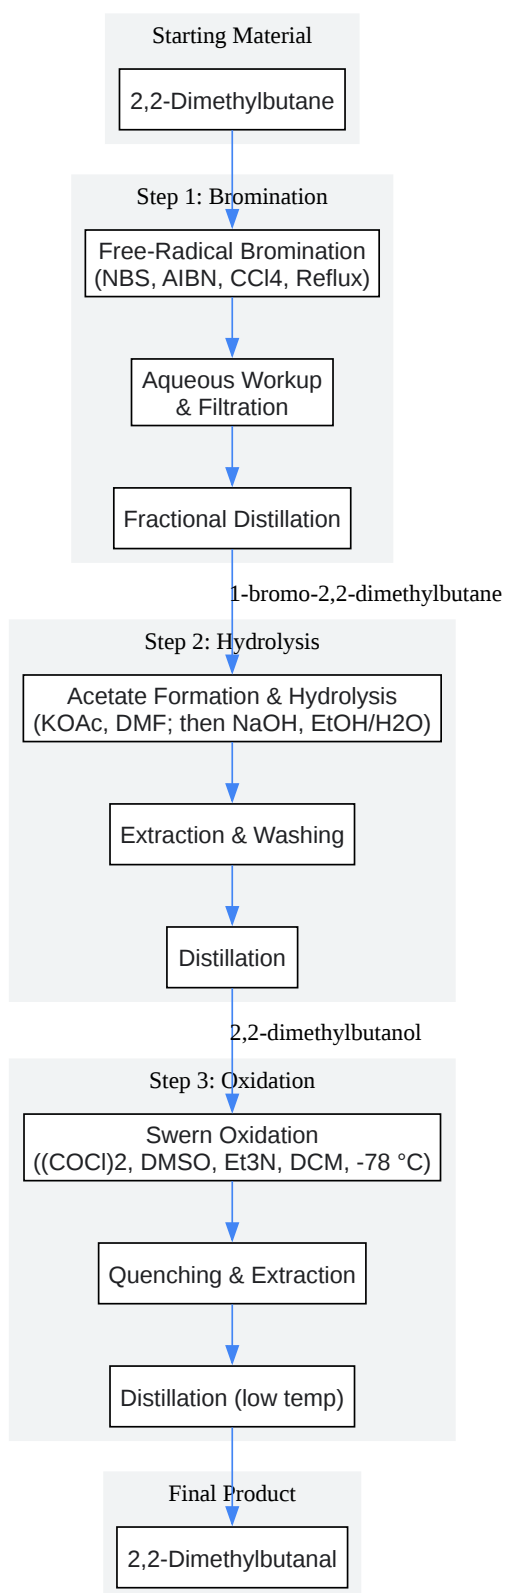 Starting Material
2,2-Dimethylbutane
Step 1: Bromination
Free-Radical Bromination
(NBS, AIBN, CCl4, Reflux)
Aqueous Workup
& Filtration
Fractional Distillation
1-bromo-2,2-dimethylbutane
Step 2: Hydrolysis
Acetate Formation & Hydrolysis
(KOAc, DMF; then NaOH, EtOH/H2O)
Extraction & Washing
Distillation
2,2-dimethylbutanol
Step 3: Oxidation
Swern Oxidation
((COCl)2, DMSO, Et3N, DCM, -78 °C)
Quenching & Extraction
Distillation (low temp)
Final Product
2,2-Dimethylbutanal